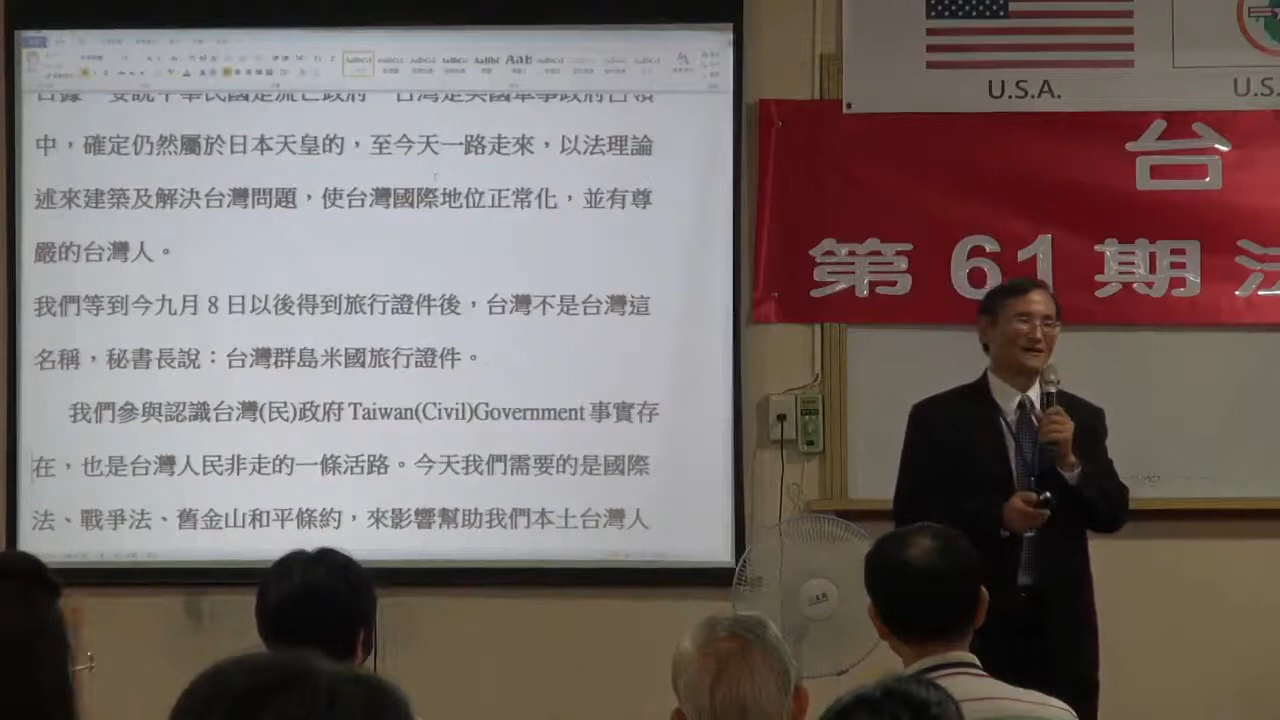 中，確定仍然屬於日本天皇的，至今天一路走來，以法理論
述來建築及解決台灣問題，使台灣國際地位正常化，並有尊
嚴的台灣人。
我們等到今九月 8 日以後得到旅行證件後，台灣不是台灣這
名稱，秘書長說：台灣群島米國旅行證件。
我們參與認識台灣(民)政府 Taiwan(Civil)Government 事實存
在，也是台灣人民非走的一條活路。今天我們需要的是國際
法、戰爭法、舊金山和平條約，來影響幫助我們本土台灣人
U.S.A.
U.S.
台
第 61 期 法